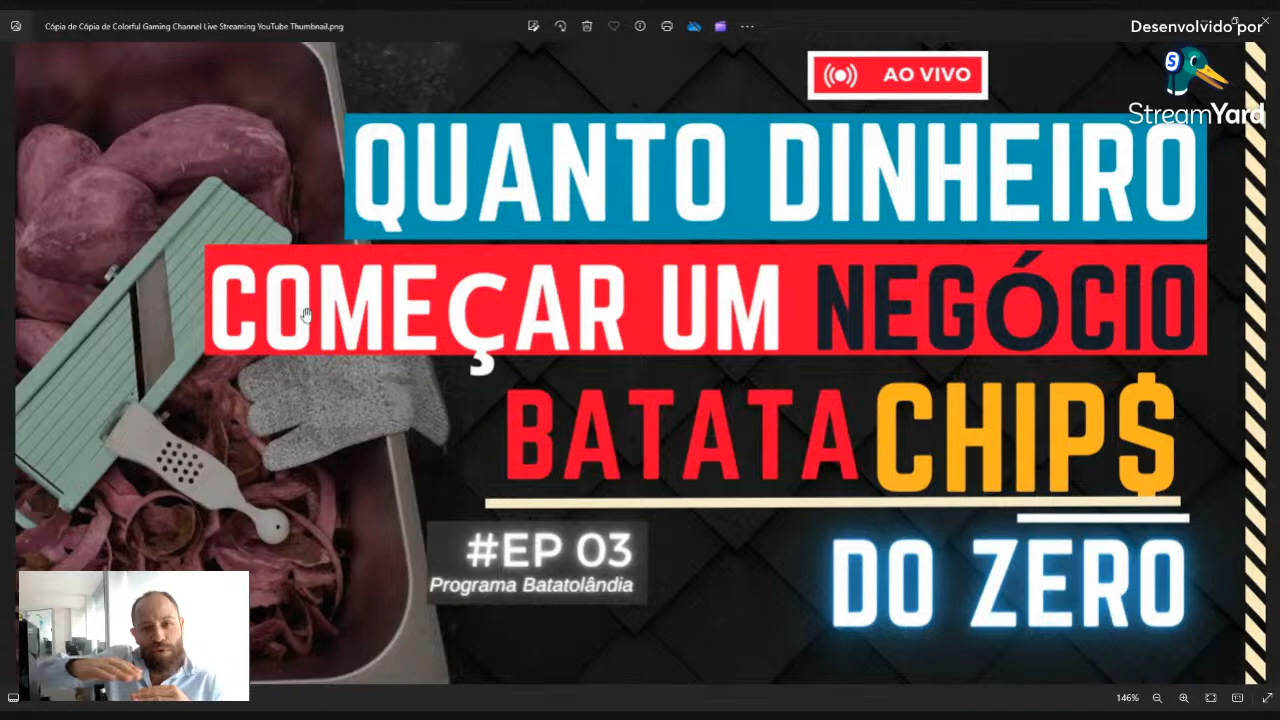 Cópia de Cópia de Colorful Gaming Channel Live Streaming YouTube Thumbnail.png
Desenvolvido por
S
StreamYard
AO VIVO
QUANTO DINHEIRO
COMEÇAR UM NEGÓCIO
BATATA CHIP$
#EP 03
Programa Batatolândia
DO ZERO
146%